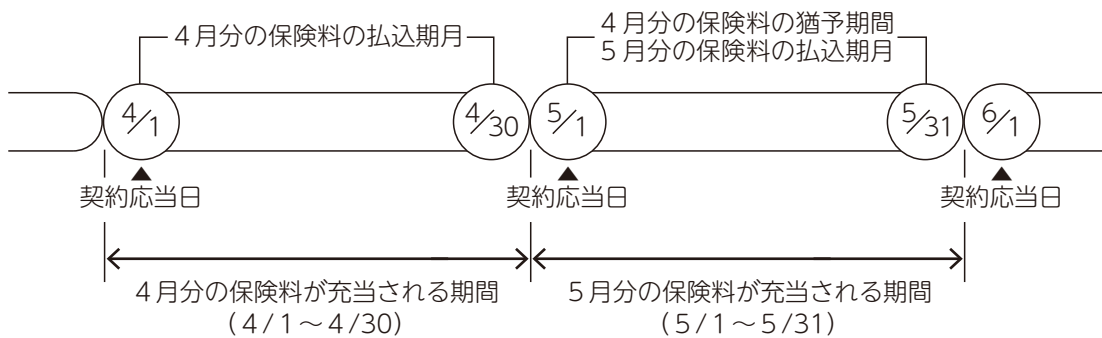 4月分の保険料の払込期月
4月分の保険料の猶予期間
5月分の保険料の払込期月
4/1
4/30
5/1
5/31
6/1
契約応当日
契約応当日
契約応当日
4月分の保険料が充当される期間
(4/1~4/30)
5月分の保険料が充当される期間
(5/1~5/31)